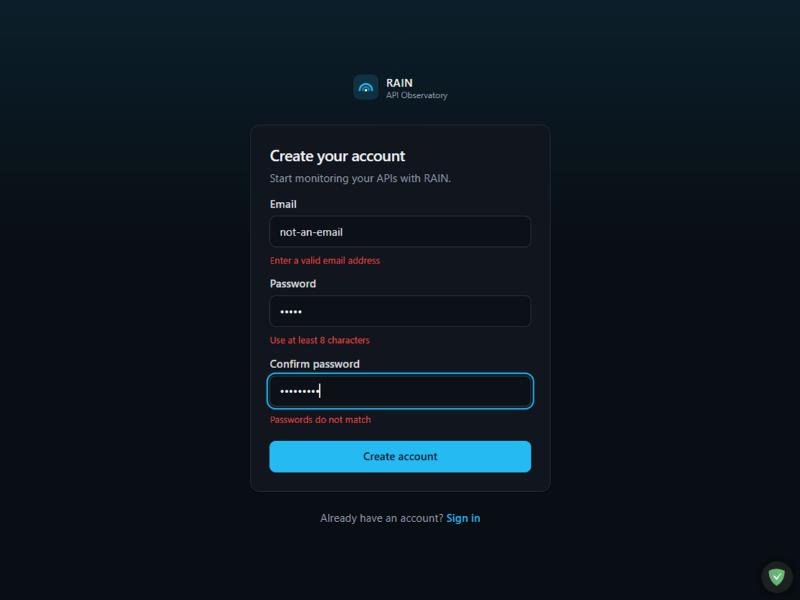 RAIN
API Observatory
Create your account
Start monitoring your APIs with RAIN.
Email
not-an-email
Enter a valid email address
Password
•••••
Use at least 8 characters
Confirm password
•••••••••
Passwords do not match
Create account
Already have an account? Sign in